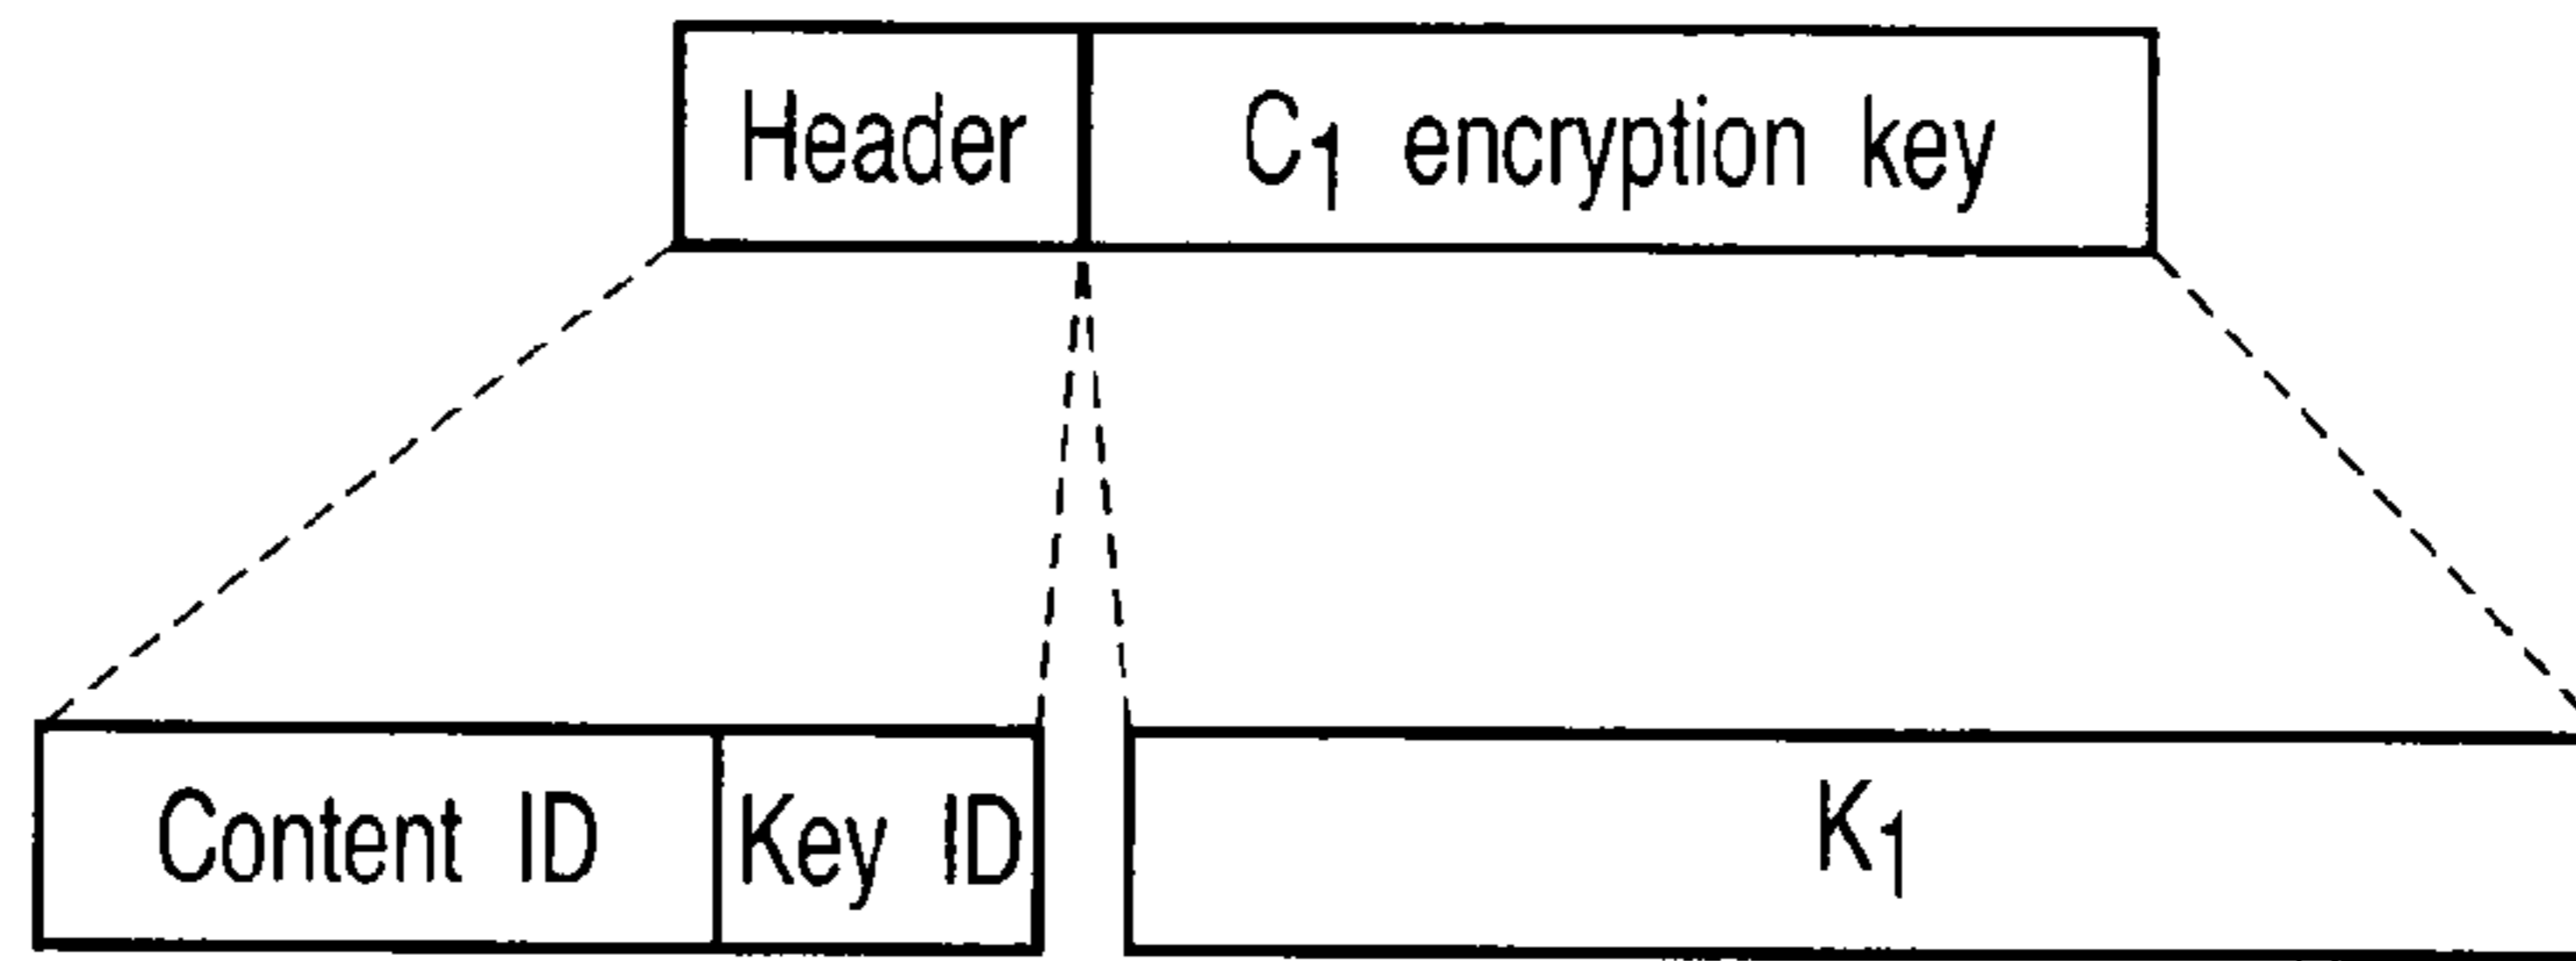 Header C₁ encryption key
Content ID Key ID K₁